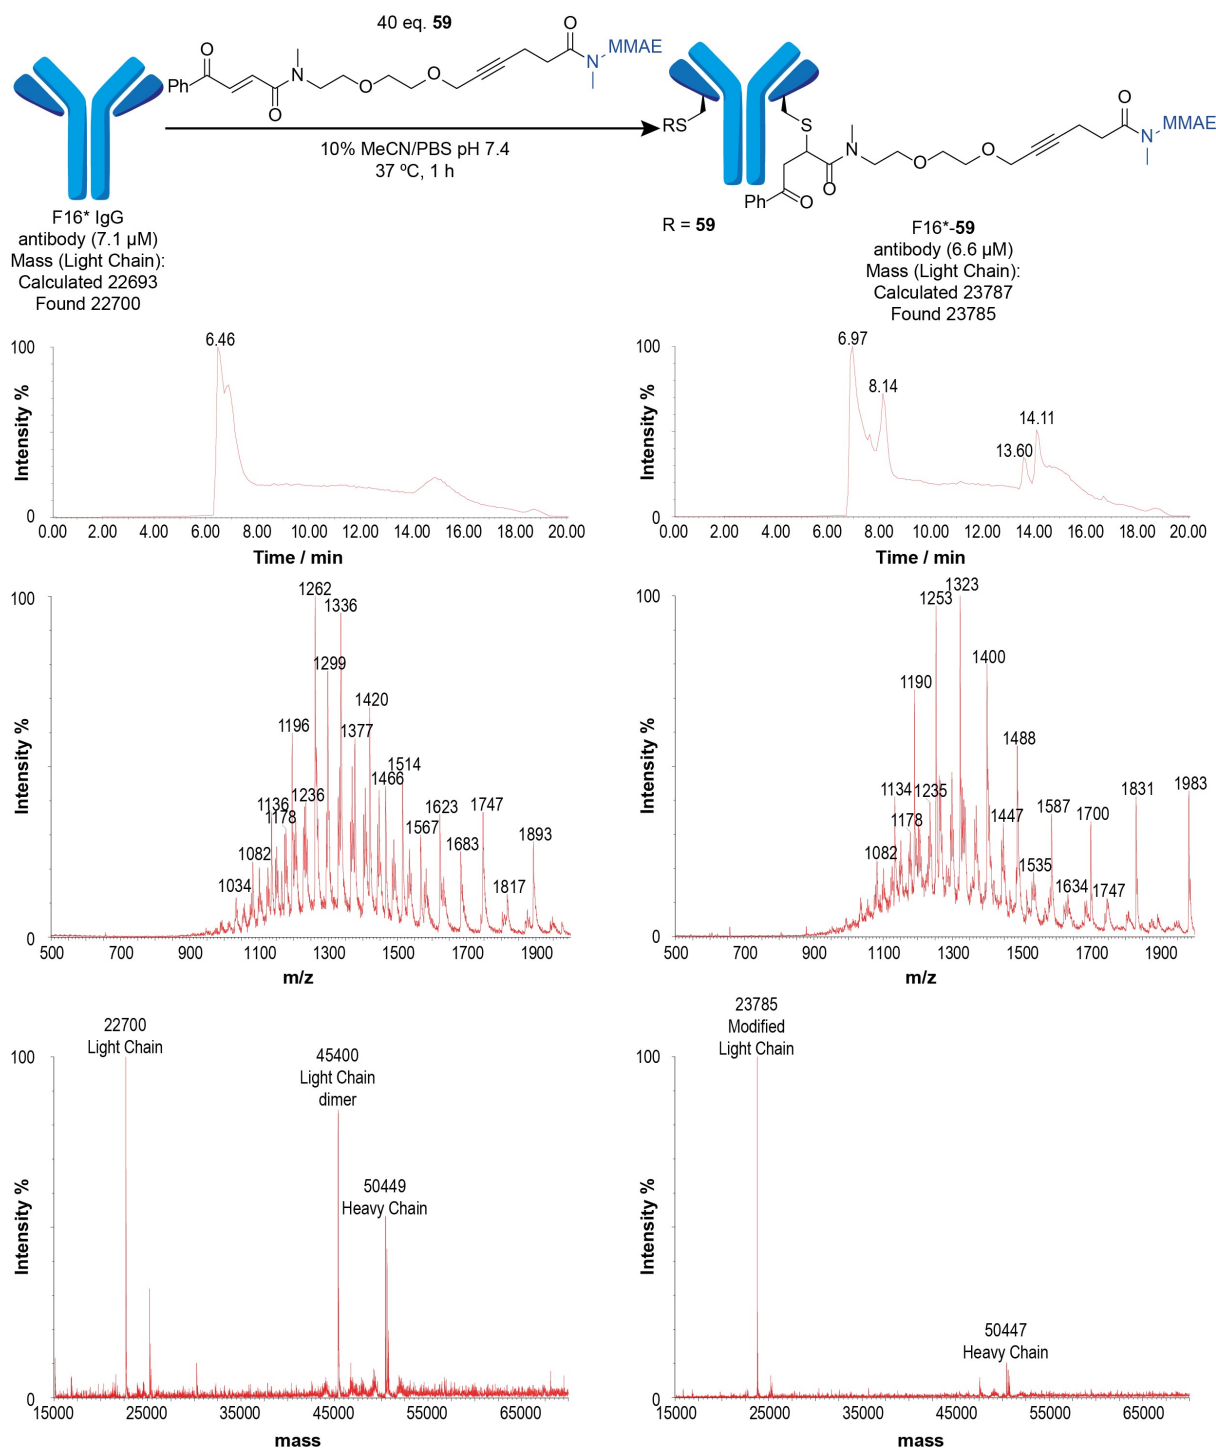 40 eq. 59
O
Ph
O
N
O
O
O
N
MMAE
10% MeCN/PBS pH 7.4
37 ºC, 1 h
F16* IgG
antibody (7.1 µM)
Mass (Light Chain):
Calculated 22693
Found 22700
RS
S
O
N
O
O
O
N
MMAE
Ph
O
R = 59
F16*-59
antibody (6.6 µM)
Mass (Light Chain):
Calculated 23787
Found 23785
100
6.46
Intensity %
0
0.00 2.00 4.00 6.00 8.00 10.00 12.00 14.00 16.00 18.00 20.00
Time / min
100
6.97
8.14
13.60
14.11
Intensity %
0
0.00 2.00 4.00 6.00 8.00 10.00 12.00 14.00 16.00 18.00 20.00
Time / min
100
1262
1336
1299
1420
1377
1196
1514
1466
1236
1136
1178
1623
1747
1567
1683
1893
1082
1034
1817
Intensity %
0
500 700 900 1100 1300 1500 1700 1900
m/z
100
1323
1253
1400
1190
1488
1134
1235
1178
1447
1587
1831
1983
1700
1082
1535
1634
1747
Intensity %
0
500 700 900 1100 1300 1500 1700 1900
m/z
22700
Light Chain
100
45400
Light Chain
dimer
50449
Heavy Chain
Intensity %
0
15000 25000 35000 45000 55000 65000
mass
23785
Modified
Light Chain
100
50447
Heavy Chain
Intensity %
0
15000 25000 35000 45000 55000 65000
mass